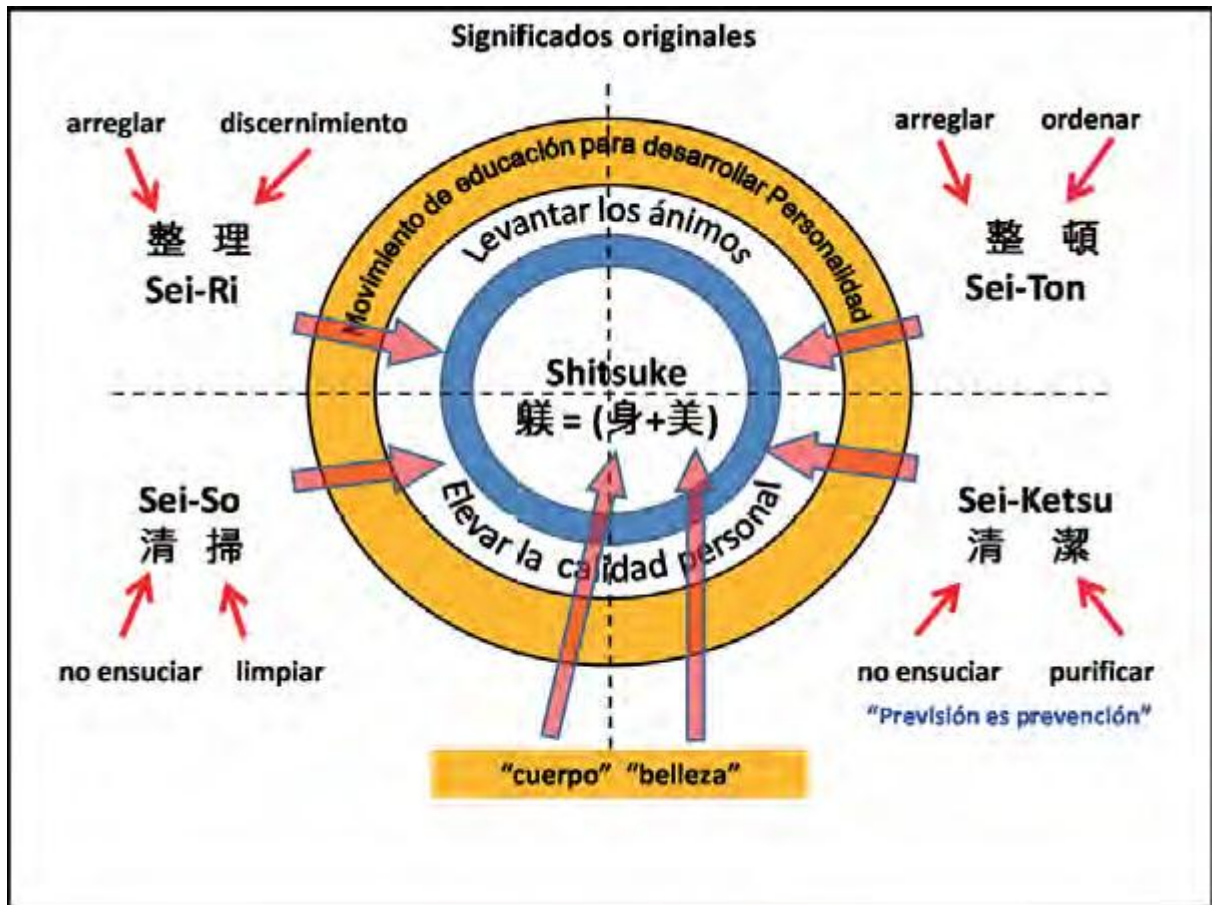 Significados originales
arreglar discernimiento
整 理
Sei-Ri
arreglar ordenar
整 頓
Sei-Ton
Movimiento de educación para desarrollar Personalidad
Levantar los ánimos
Shitsuke
躾 = (身+美)
Elevar la calidad personal
Sei-So
清 掃
no ensuciar limpiar
Sei-Ketsu
清 潔
no ensuciar purificar
“Previsión es prevención”
“cuerpo” “belleza”